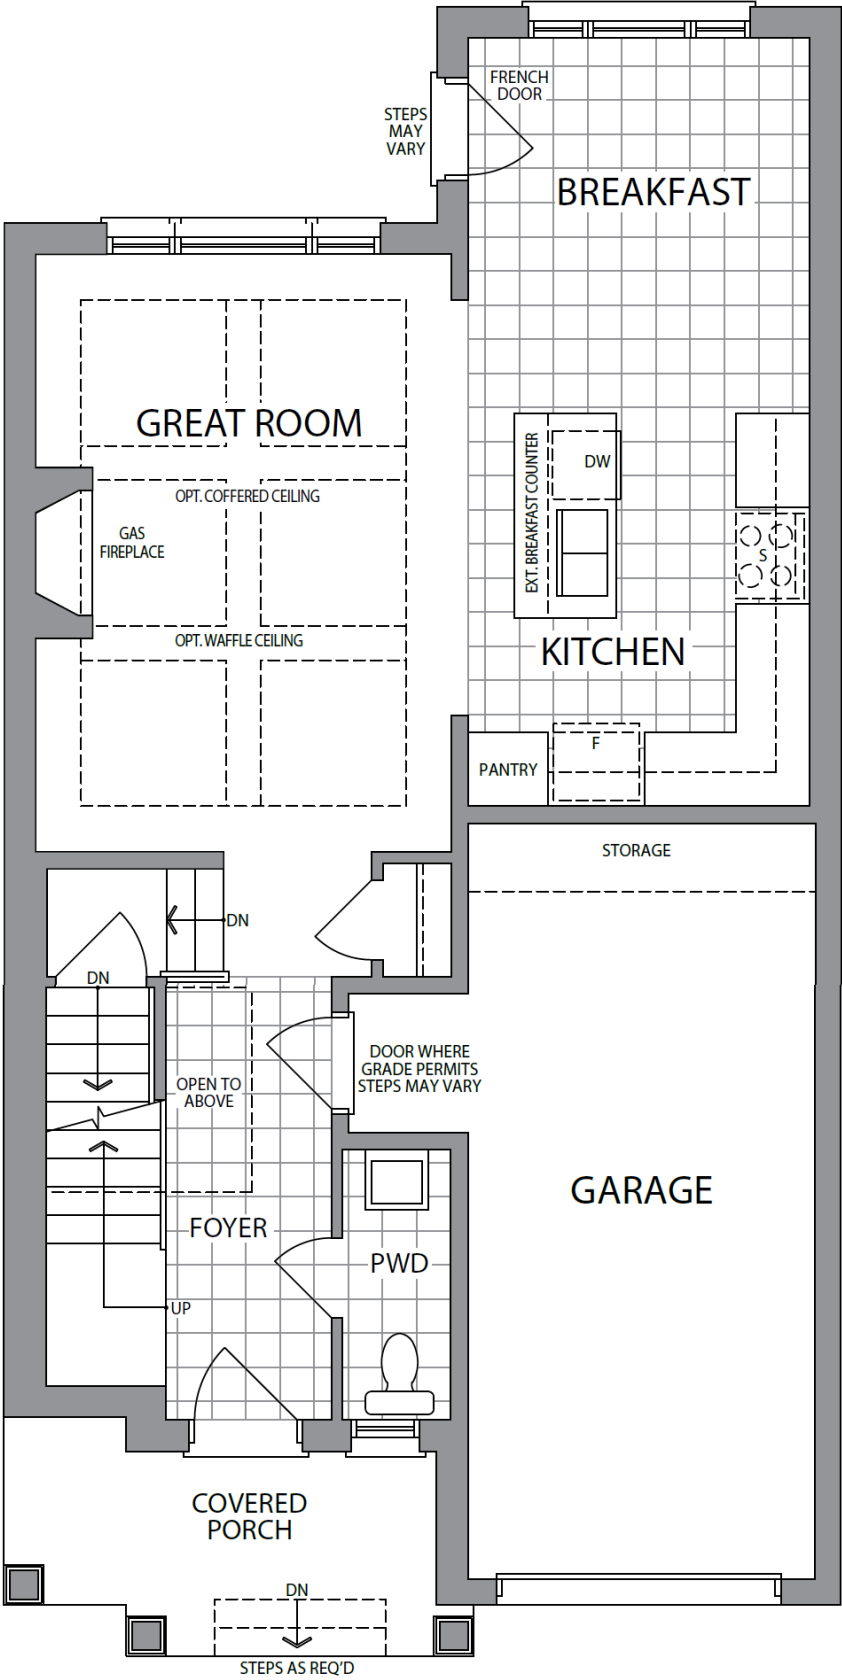 FRENCH
DOOR
STEPS
MAY
VARY
BREAKFAST
GREAT ROOM
EXT. BREAKFAST COUNTER
DW
OPT. COFFERED CEILING
GAS
FIREPLACE
S
OPT. WAFFLE CEILING
KITCHEN
F
PANTRY
STORAGE
DN
DN
DOOR WHERE
GRADE PERMITS
STEPS MAY VARY
OPEN TO
ABOVE
GARAGE
FOYER
PWD
UP
COVERED
PORCH
DN
STEPS AS REQ'D